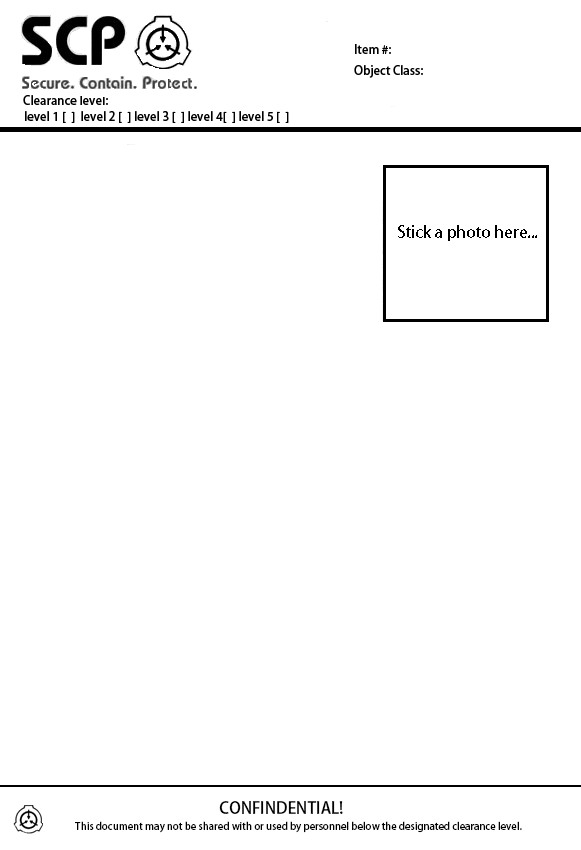 SCP
Secure. Contain. Protect.
Item #:
Object Class:
Clearance level:
level 1 [ ] level 2 [ ] level 3 [ ] level 4[ ] level 5 [ ]
Stick a photo here...
CONFINDENTIAL!
This document may not be shared with or used by personnel below the designated clearance level.